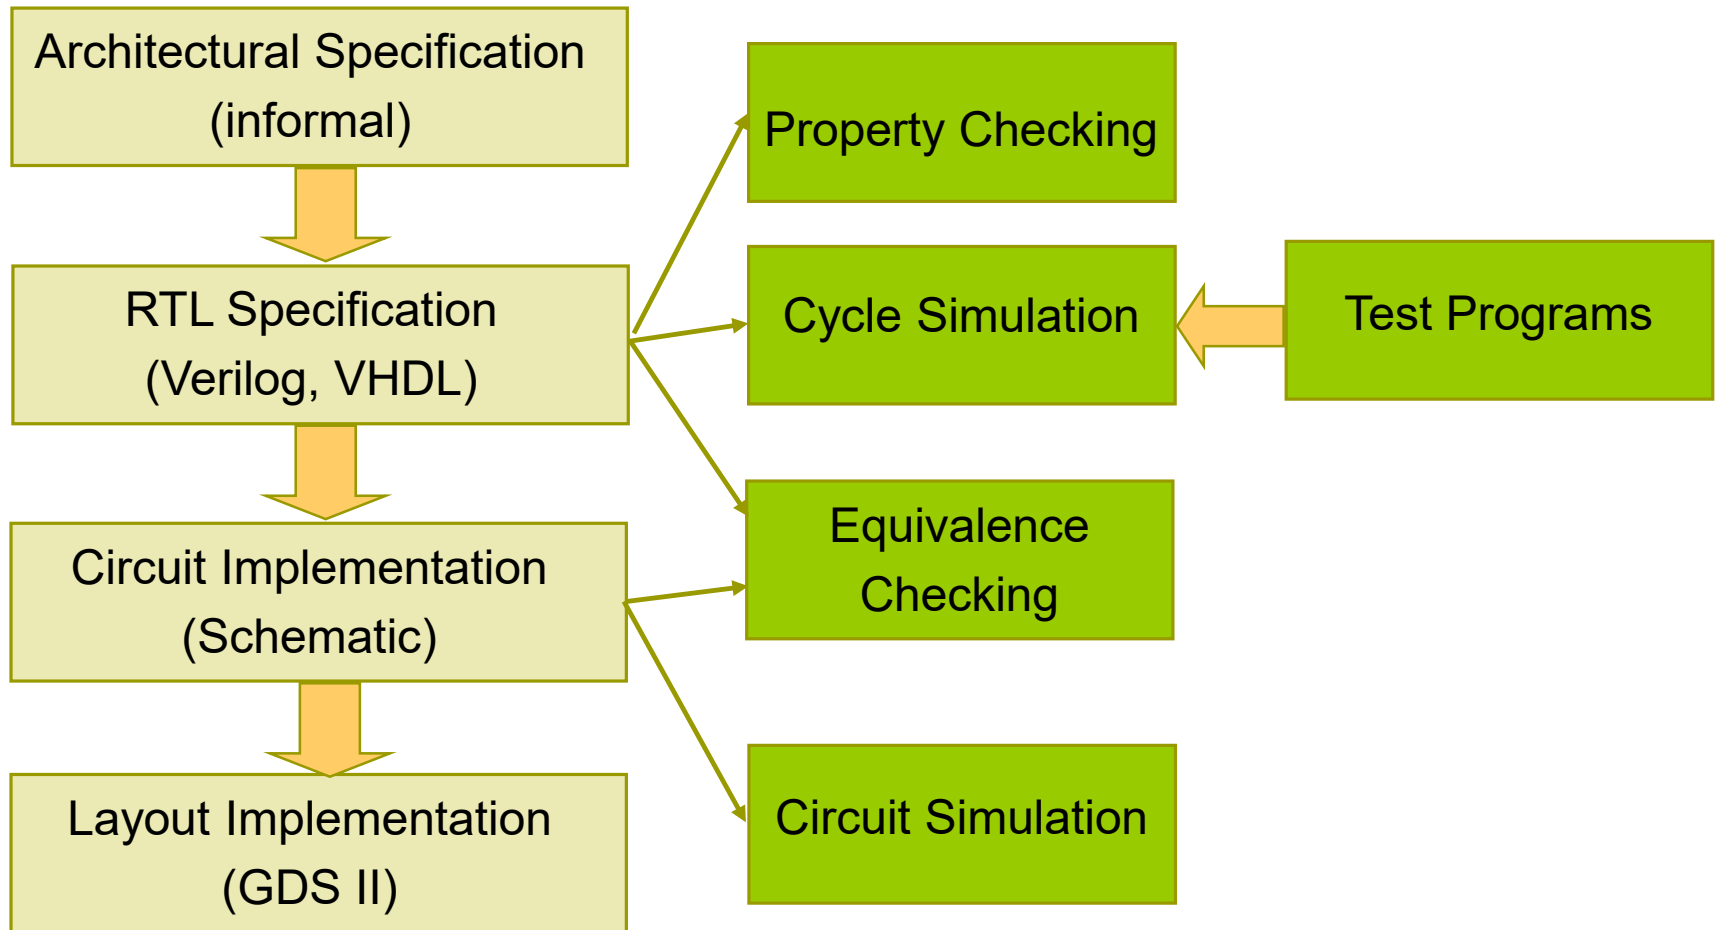 Architectural Specification
(informal)
RTL Specification
(Verilog, VHDL)
Circuit Implementation
(Schematic)
Layout Implementation
(GDS II)
Property Checking
Cycle Simulation
Equivalence
Checking
Circuit Simulation
Test Programs